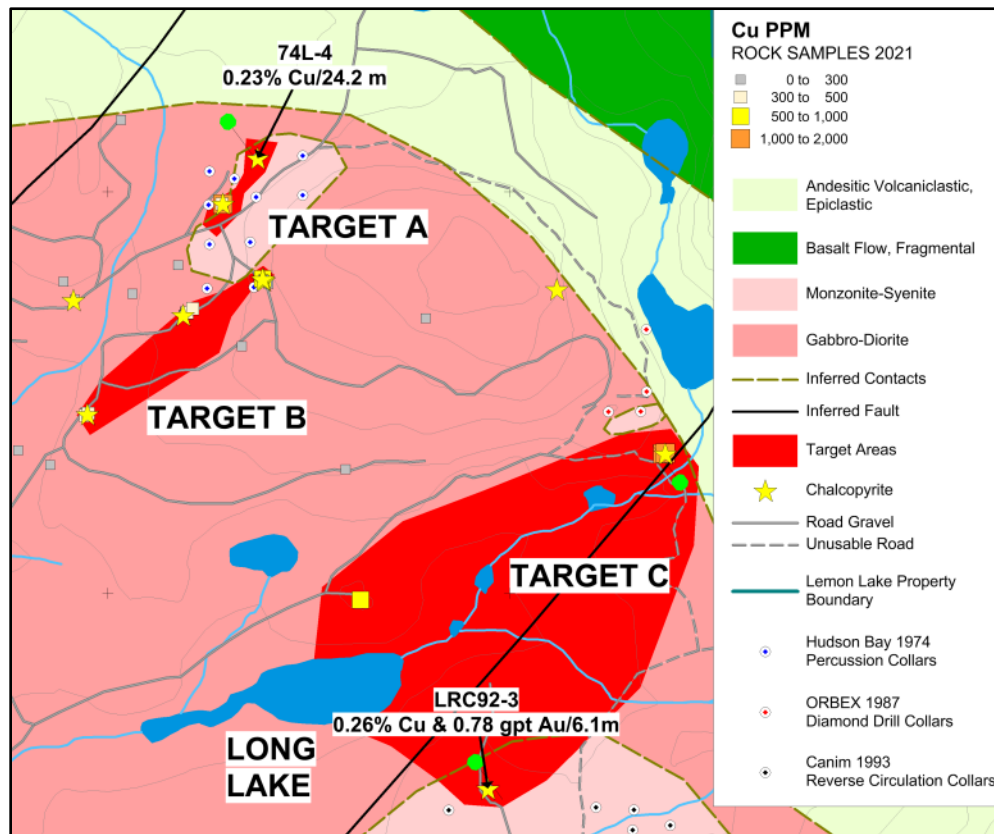 74L-4
0.23% Cu/24.2 m
TARGET A
TARGET B
TARGET C
LRC92-3
0.26% Cu & 0.78 gpt Au/6.1m
LONG
LAKE
Cu PPM
ROCK SAMPLES 2021
0 to 300
300 to 500
500 to 1,000
1,000 to 2,000
Andesitic Volcaniclastic,
Epiclastic
Basalt Flow, Fragmental
Monzonite-Syenite
Gabbro-Diorite
Inferred Contacts
Inferred Fault
Target Areas
Chalcopyrite
Road Gravel
Unusable Road
Lemon Lake Property
Boundary
Hudson Bay 1974
Percussion Collars
ORBEX 1987
Diamond Drill Collars
Canim 1993
Reverse Circulation Collars